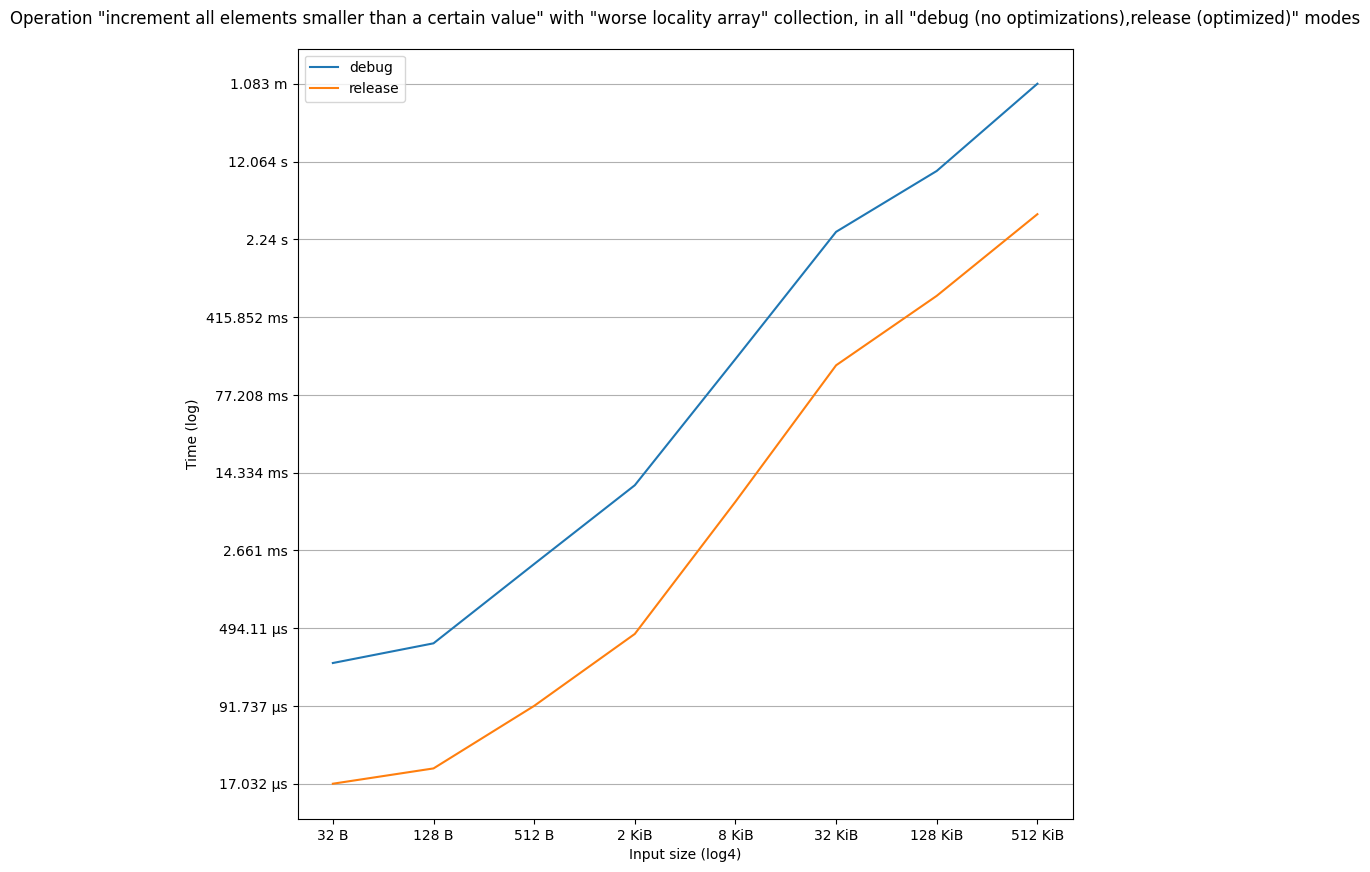 Operation "increment all elements smaller than a certain value" with "worse locality array" collection, in all "debug (no optimizations),release (optimized)" modes
debug
release
1.083 m
12.064 s
2.24 s
415.852 ms
77.208 ms
14.334 ms
2.661 ms
494.11 µs
91.737 µs
17.032 µs
Time (log)
32 B 128 B 512 B 2 KiB 8 KiB 32 KiB 128 KiB 512 KiB
Input size (log4)